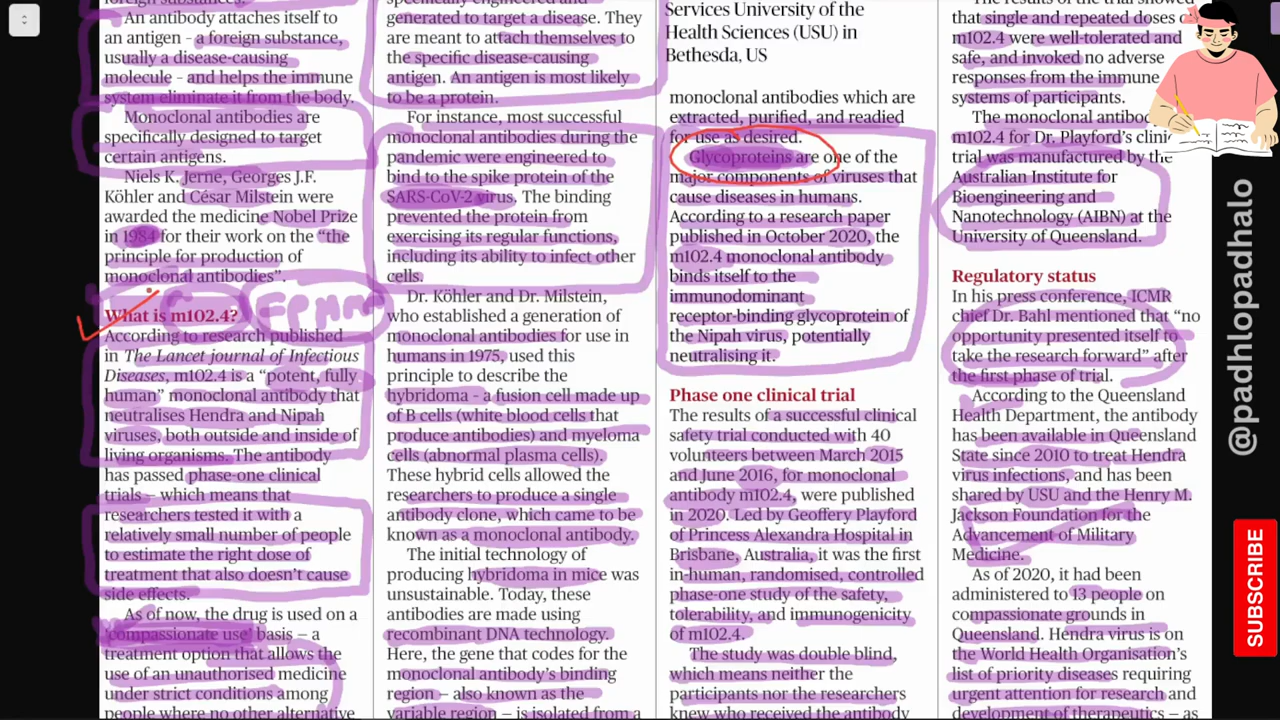 foreign substances.
An antibody attaches itself to
an antigen – a foreign substance,
usually a disease-causing
molecule – and helps the immune
system eliminate it from the body.
Monoclonal antibodies are
specifically designed to target
certain antigens.
Niels K. Jerne, Georges J.F.
Köhler and César Milstein were
awarded the medicine Nobel Prize
in 1984 for their work on the “the
principle for production of
monoclonal antibodies”.
What is m102.4?
According to research published
in The Lancet journal of Infectious
Diseases, m102.4 is a “potent, fully
human” monoclonal antibody that
neutralises Hendra and Nipah
viruses, both outside and inside of
living organisms. The antibody
has passed phase-one clinical
trials — which means that
researchers tested it with a
relatively small number of people
to estimate the right dose of
treatment that also doesn’t cause
side effects.
As of now, the drug is used on a
‘compassionate use’ basis — a
treatment option that allows the
use of an unauthorised medicine
under strict conditions among
people where no other alternative
specifically engineered and
generated to target a disease. They
are meant to attach themselves to
the specific disease-causing
antigen. An antigen is most likely
to be a protein.
For instance, most successful
monoclonal antibodies during the
pandemic were engineered to
bind to the spike protein of the
SARS-CoV-2 virus. The binding
prevented the protein from
exercising its regular functions,
including its ability to infect other
cells.
Dr. Köhler and Dr. Milstein,
who established a generation of
monoclonal antibodies for use in
humans in 1975, used this
principle to describe the
hybridoma – a fusion cell made up
of B cells (white blood cells that
produce antibodies) and myeloma
cells (abnormal plasma cells).
These hybrid cells allowed the
researchers to produce a single
antibody clone, which came to be
known as a monoclonal antibody.
The initial technology of
producing hybridoma in mice was
unsustainable. Today, these
antibodies are made using
recombinant DNA technology.
Here, the gene that codes for the
monoclonal antibody’s binding
region – also known as the
variable region – is isolated from a
Services University of the
Health Sciences (USU) in
Bethesda, US
monoclonal antibodies which are
extracted, purified, and readied
for use as desired.
Glycoproteins are one of the
major components of viruses that
cause diseases in humans.
According to a research paper
published in October 2020, the
m102.4 monoclonal antibody
binds itself to the
immunodominant
receptor-binding glycoprotein of
the Nipah virus, potentially
neutralising it.
Phase one clinical trial
The results of a successful clinical
safety trial conducted with 40
volunteers between March 2015
and June 2016, for monoclonal
antibody m102.4, were published
in 2020. Led by Geoffery Playford
of Princess Alexandra Hospital in
Brisbane, Australia, it was the first
in-human, randomised, controlled
phase-one study of the safety,
tolerability, and immunogenicity
of m102.4.
The study was double blind,
which means neither the
participants nor the researchers
knew who received the antibody
The results of the trial showed
that single and repeated doses
m102.4 were well-tolerated and
safe, and invoked no adverse
responses from the immune
systems of participants.
The monoclonal
m102.4 for Dr. Playford’s
trial was manufactured by the
Australian Institute for
Bioengineering and
Nanotechnology (AIBN) at the
University of Queensland.
Regulatory status
In his press conference, ICMR
chief Dr. Bahl mentioned that “no
opportunity presented itself to
take the research forward” after
the first phase of trial.
According to the Queensland
Health Department, the antibody
has been available in Queensland
State since 2010 to treat Hendra
virus infections, and has been
shared by USU and the Henry M.
Jackson Foundation for the
Advancement of Military
Medicine.
As of 2020, it had been
administered to 13 people on
compassionate grounds in
Queensland. Hendra virus is on
the World Health Organisation’s
list of priority diseases requiring
urgent attention for research and
development of therapeutics — as
@padhlopadhalo
SUBSCRIBE